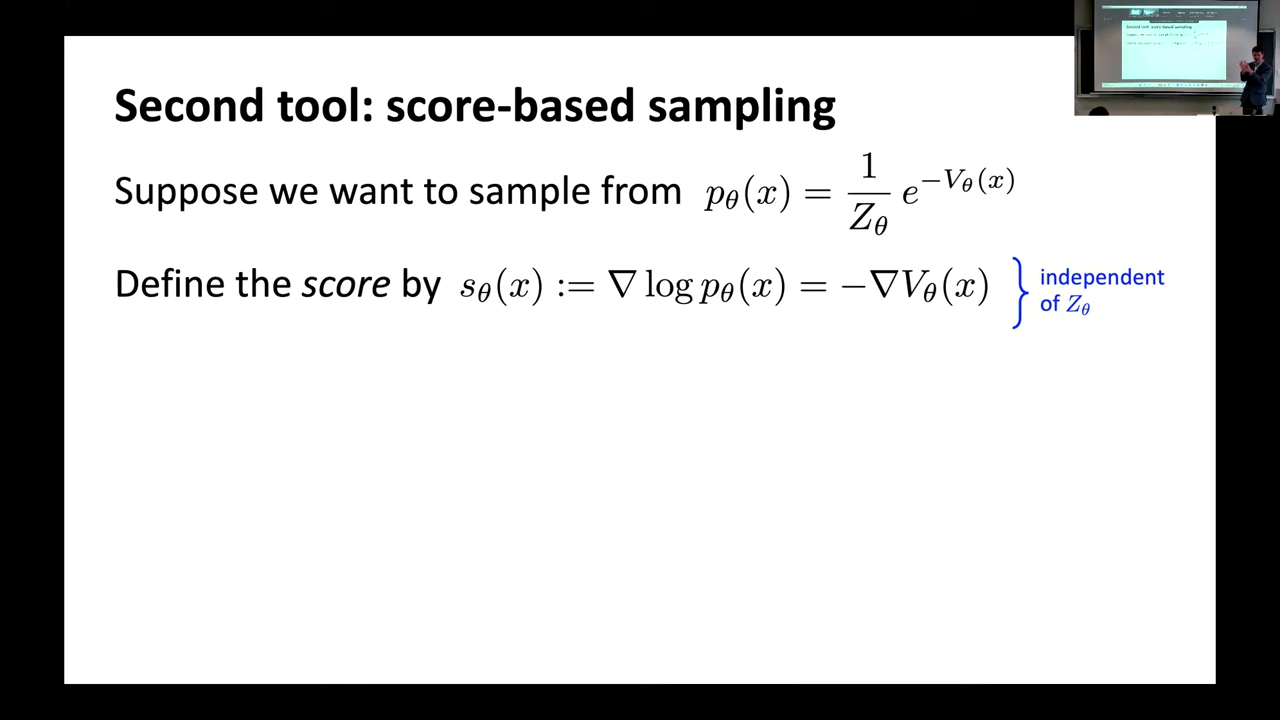 Second tool: score-based sampling
Suppose we want to sample from $p_\theta(x) = \frac{1}{Z_\theta} e^{-V_\theta(x)}$
Define the score by $s_\theta(x) := \nabla \log p_\theta(x) = -\nabla V_\theta(x)$
independent
of $Z_\theta$